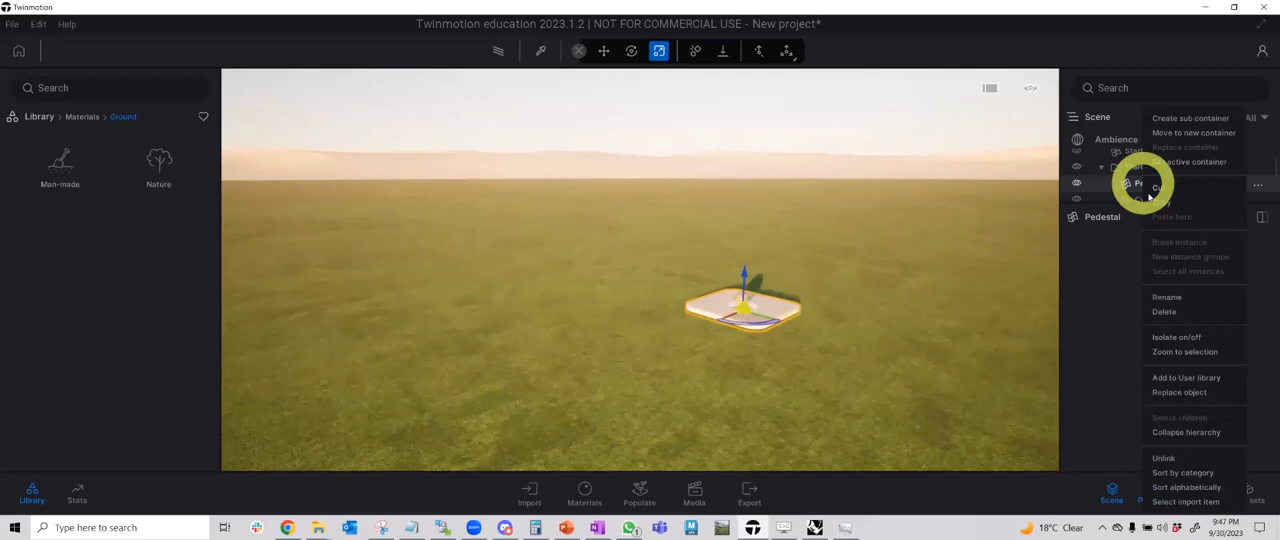 Twinmotion
File Edit Help
Twinmotion education 2023.1.2 | NOT FOR COMMERCIAL USE - New project*
Search
Library > Materials > Ground
Man-made
Nature
Search
Scene
All
Ambience
Start
Pedestal
Create sub container
Move to new container
Replace container
active container
Cut
Copy
Paste here
Break instance
New instance groups
Select all instances
Rename
Delete
Isolate on/off
Zoom to selection
Add to User library
Replace object
Select children
Collapse hierarchy
Unlink
Sort by category
Sort alphabetically
Select import item
Library
Stats
Import
Materials
Populate
Media
Export
Scene
sets
Type here to search
18°C Clear
9:47 PM
9/30/2023